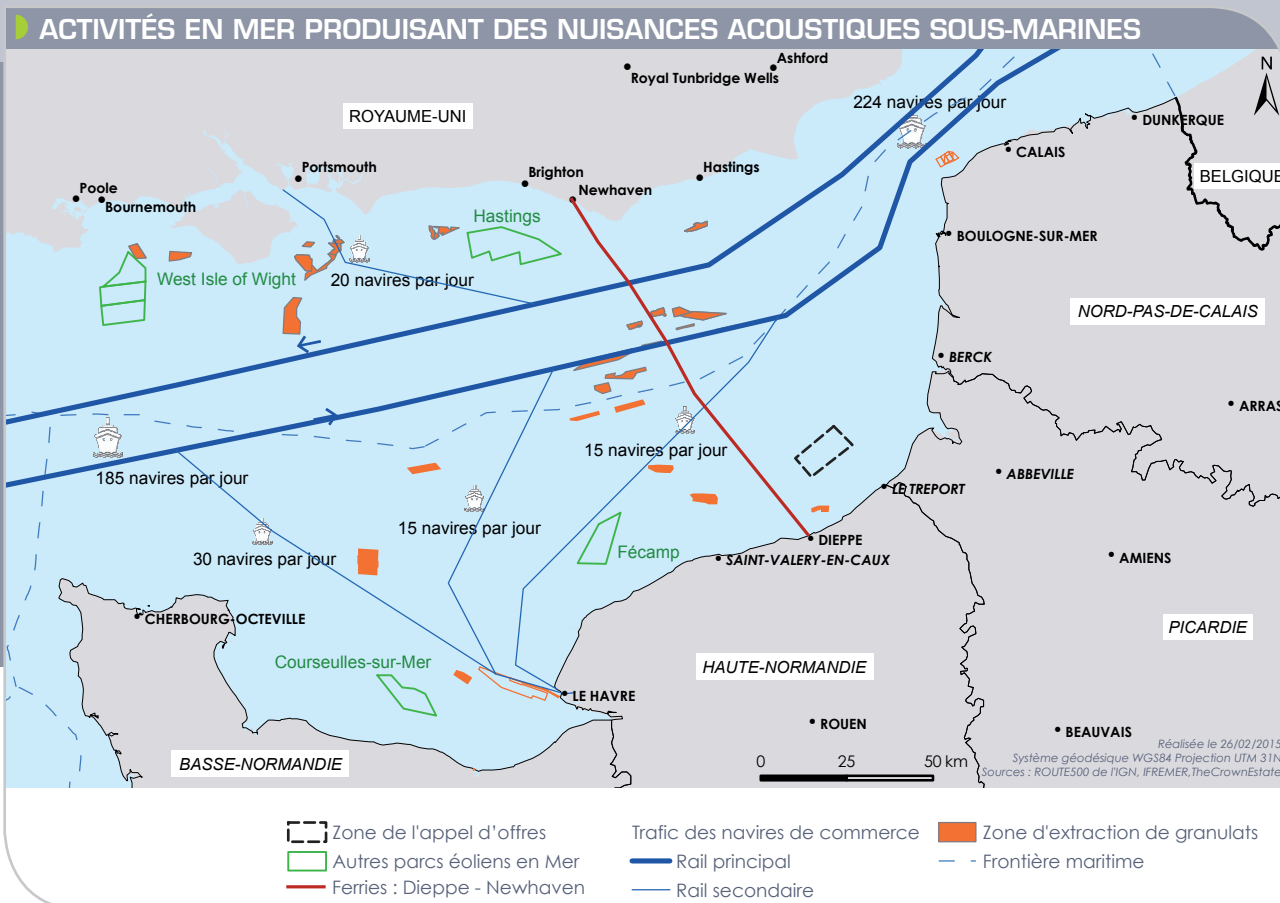 ACTIVITÉS EN MER PRODUISANT DES NUISANCES ACOUSTIQUES SOUS-MARINES
Ashford
Royal Tunbridge Wells
N
224 navires par jour
ROYAUME-UNI
DUNKERQUE
CALAIS
Portsmouth
Brighton
Hastings
BELGIQUE
Poole
Newhaven
Bournemouth
Hastings
BOULOGNE-SUR-MER
West Isle of Wight
20 navires par jour
NORD-PAS-DE-CALAIS
BERCK
ARRAS
15 navires par jour
185 navires par jour
ABBEVILLE
LE TREPORT
15 navires par jour
DIEPPE
Fécamp
30 navires par jour
SAINT-VALERY-EN-CAUX
AMIENS
CHERBOURG-OCTEVILLE
PICARDIE
Courseulles-sur-Mer
HAUTE-NORMANDIE
LE HAVRE
ROUEN
BEAUVAIS
BASSE-NORMANDIE
0 25 50 km
Réalisée le 26/02/2015
Système géodésique WGS84 Projection UTM 31N
Sources : ROUTE500 de l'IGN, IFREMER,TheCrownEstate
Zone de l'appel d'offres
Autres parcs éoliens en Mer
Ferries : Dieppe - Newhaven
Trafic des navires de commerce
Rail principal
Rail secondaire
Zone d'extraction de granulats
Frontière maritime